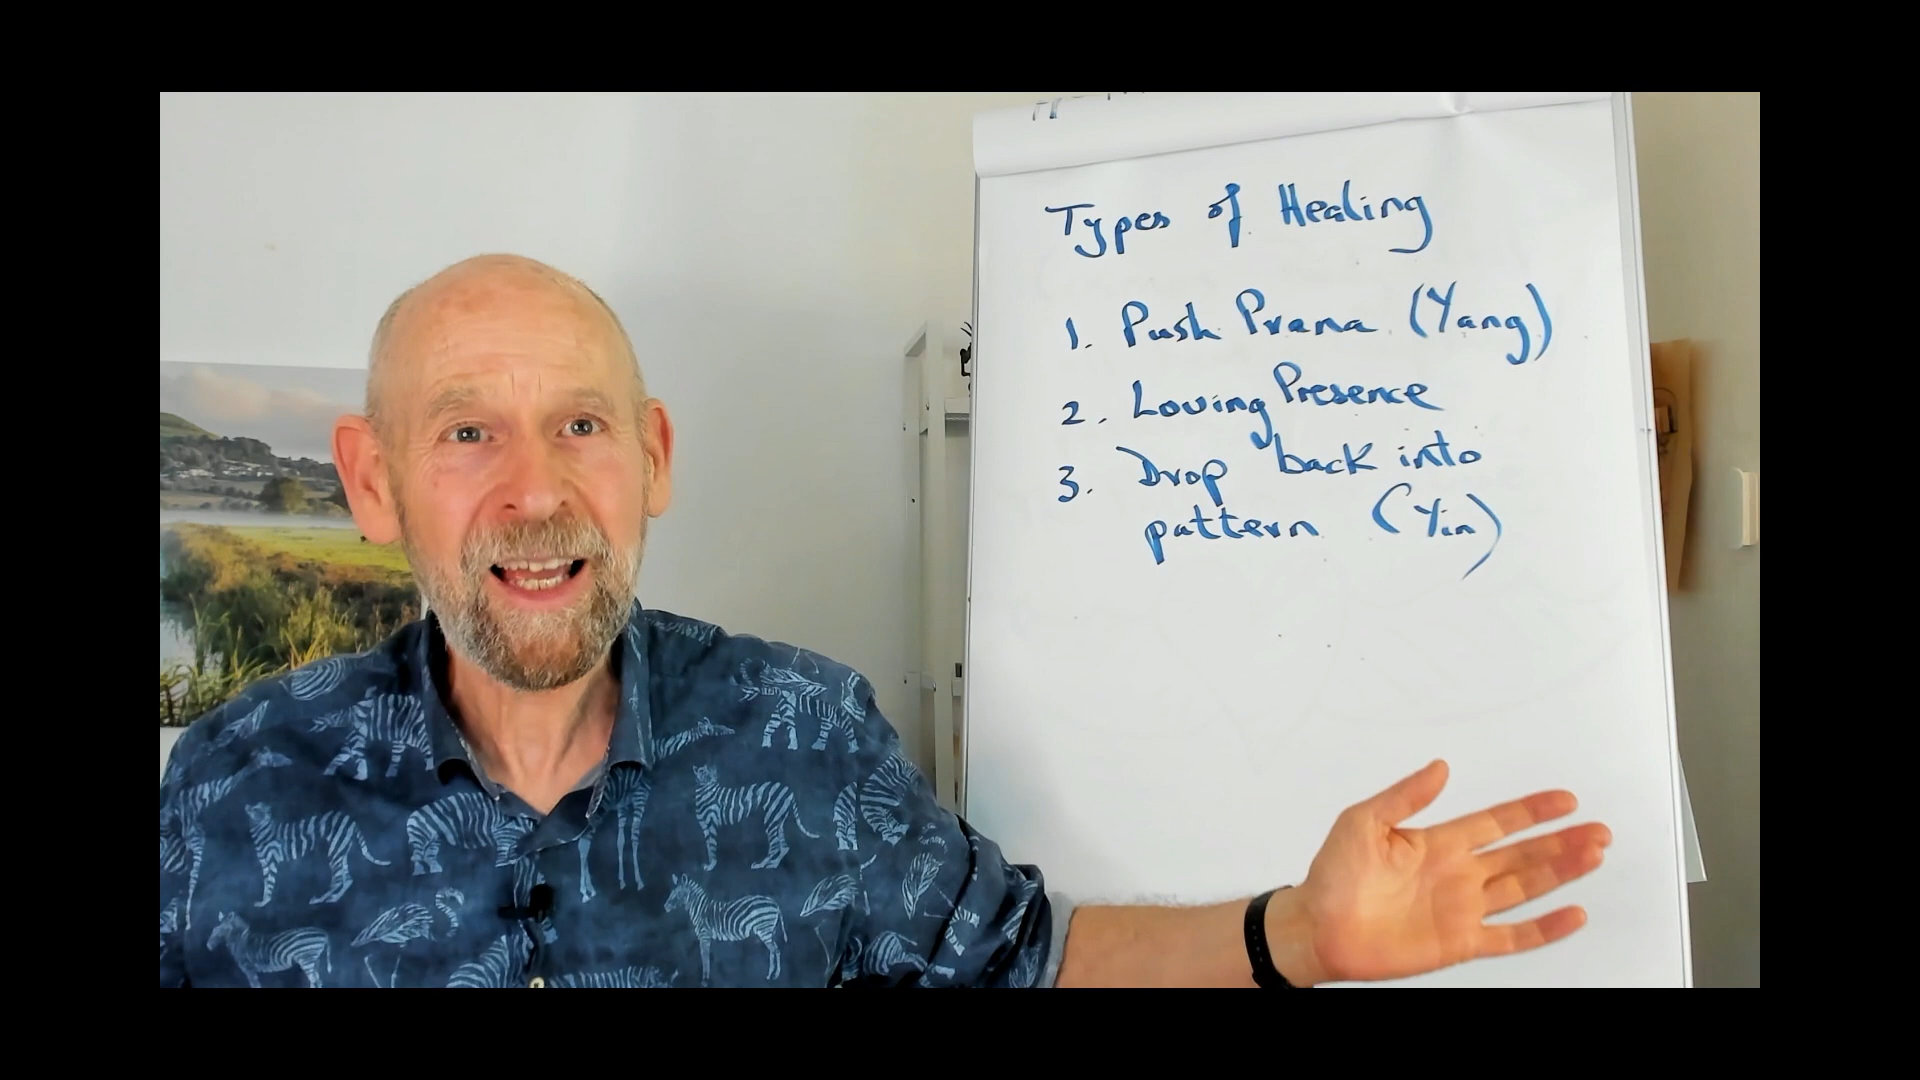 Types of Healing
1. Push Prana (Yang)
2. Loving Presence
3. Drop back into
pattern (Yin)